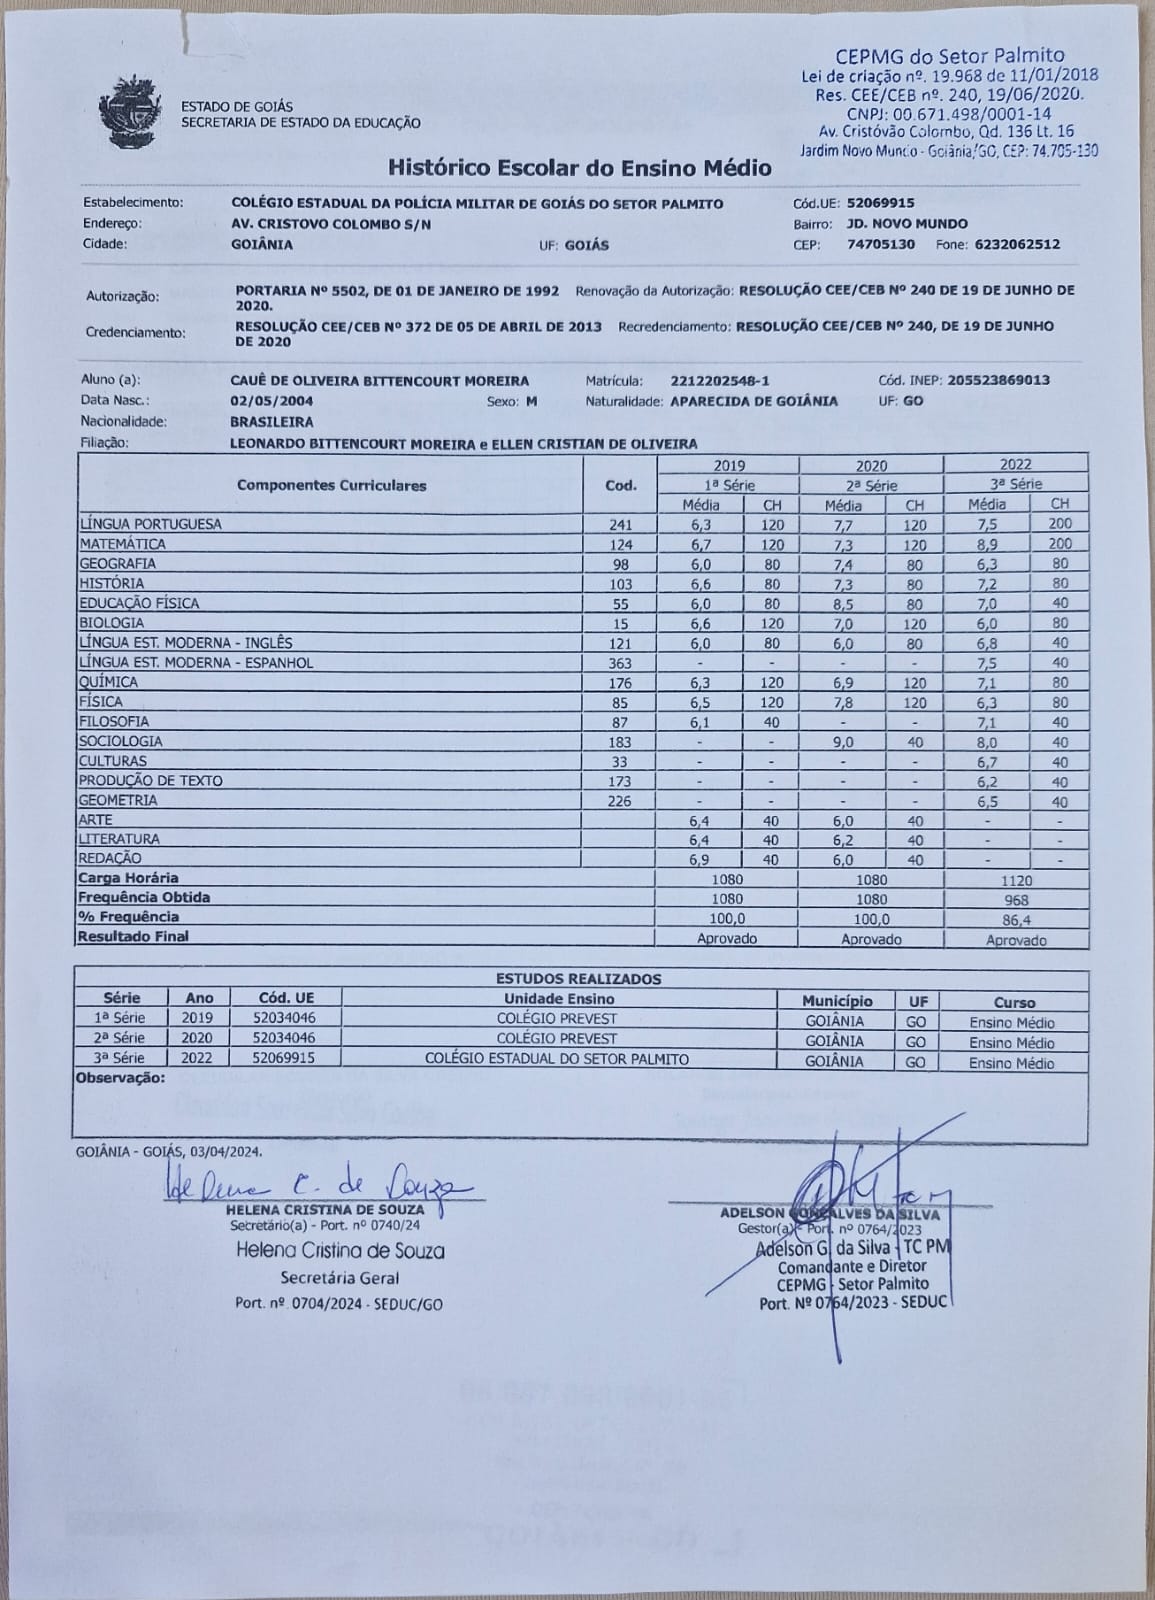 CEPMG do Setor Palmito
Lei de criação nº. 19.968 de 11/01/2018
Res. CEE/CEB nº. 240, 19/06/2020.
CNPJ: 00.671.498/0001-14
Av. Cristóvão Colombo, Qd. 136 Lt. 16
Jardim Novo Mundo - Goiânia/GO, CEP: 74.705-130
ESTADO DE GOIÁS
SECRETARIA DE ESTADO DA EDUCAÇÃO
Histórico Escolar do Ensino Médio
Estabelecimento: COLÉGIO ESTADUAL DA POLÍCIA MILITAR DE GOIÁS DO SETOR PALMITO Cód.UE: 52069915
Endereço: AV. CRISTOVO COLOMBO S/N Bairro: JD. NOVO MUNDO
Cidade: GOIÂNIA UF: GOIÁS CEP: 74705130 Fone: 6232062512
Autorização: PORTARIA Nº 5502, DE 01 DE JANEIRO DE 1992 Renovação da Autorização: RESOLUÇÃO CEE/CEB Nº 240 DE 19 DE JUNHO DE
2020.
Credenciamento: RESOLUÇÃO CEE/CEB Nº 372 DE 05 DE ABRIL DE 2013 Recredenciamento: RESOLUÇÃO CEE/CEB Nº 240, DE 19 DE JUNHO
DE 2020
Aluno (a): CAUÊ DE OLIVEIRA BITTENCOURT MOREIRA Matrícula: 2212202548-1 Cód. INEP: 205523869013
Data Nasc.: 02/05/2004 Sexo: M Naturalidade: APARECIDA DE GOIÂNIA UF: GO
Nacionalidade: BRASILEIRA
Filiação: LEONARDO BITTENCOURT MOREIRA e ELLEN CRISTIAN DE OLIVEIRA
2019 2020 2022
Componentes Curriculares Cod. 1ª Série 2ª Série 3ª Série
Média CH Média CH Média CH
LÍNGUA PORTUGUESA 241 6,3 120 7,7 120 7,5 200
MATEMÁTICA 124 6,7 120 7,3 120 8,9 200
GEOGRAFIA 98 6,0 80 7,4 80 6,3 80
HISTÓRIA 103 6,6 80 7,3 80 7,2 80
EDUCAÇÃO FÍSICA 55 6,0 80 8,5 80 7,0 40
BIOLOGIA 15 6,6 120 7,0 120 6,0 80
LÍNGUA EST. MODERNA - INGLÊS 121 6,0 80 6,0 80 6,8 40
LÍNGUA EST. MODERNA - ESPANHOL 363 - - - - 7,5 40
QUÍMICA 176 6,3 120 6,9 120 7,1 80
FÍSICA 85 6,5 120 7,8 120 6,3 80
FILOSOFIA 87 6,1 40 - - 7,1 40
SOCIOLOGIA 183 - - 9,0 40 8,0 40
CULTURAS 33 - - - - 6,7 40
PRODUÇÃO DE TEXTO 173 - - - - 6,2 40
GEOMETRIA 226 - - - - 6,5 40
ARTE 6,4 40 6,0 40 - -
LITERATURA 6,4 40 6,2 40 - -
REDAÇÃO 6,9 40 6,0 40 - -
Carga Horária 1080 1080 1120
Frequência Obtida 1080 1080 968
% Frequência 100,0 100,0 86,4
Resultado Final Aprovado Aprovado Aprovado
ESTUDOS REALIZADOS
Série Ano Cód. UE Unidade Ensino Município UF Curso
1ª Série 2019 52034046 COLÉGIO PREVEST GOIÂNIA GO Ensino Médio
2ª Série 2020 52034046 COLÉGIO PREVEST GOIÂNIA GO Ensino Médio
3ª Série 2022 52069915 COLÉGIO ESTADUAL DO SETOR PALMITO GOIÂNIA GO Ensino Médio
Observação:
GOIÂNIA - GOIÁS, 03/04/2024.
Helena C. de Souza
HELENA CRISTINA DE SOUZA
Secretário(a) - Port. nº 0740/24
Helena Cristina de Souza
Secretária Geral
Port. nº 0704/2024 - SEDUC/GO
ADELSON GONÇALVES DA SILVA
Gestor(a) - Port. nº 0764/2023
Adelson G. da Silva - TC PM
Comandante e Diretor
CEPMG - Setor Palmito
Port. Nº 0764/2023 - SEDUC